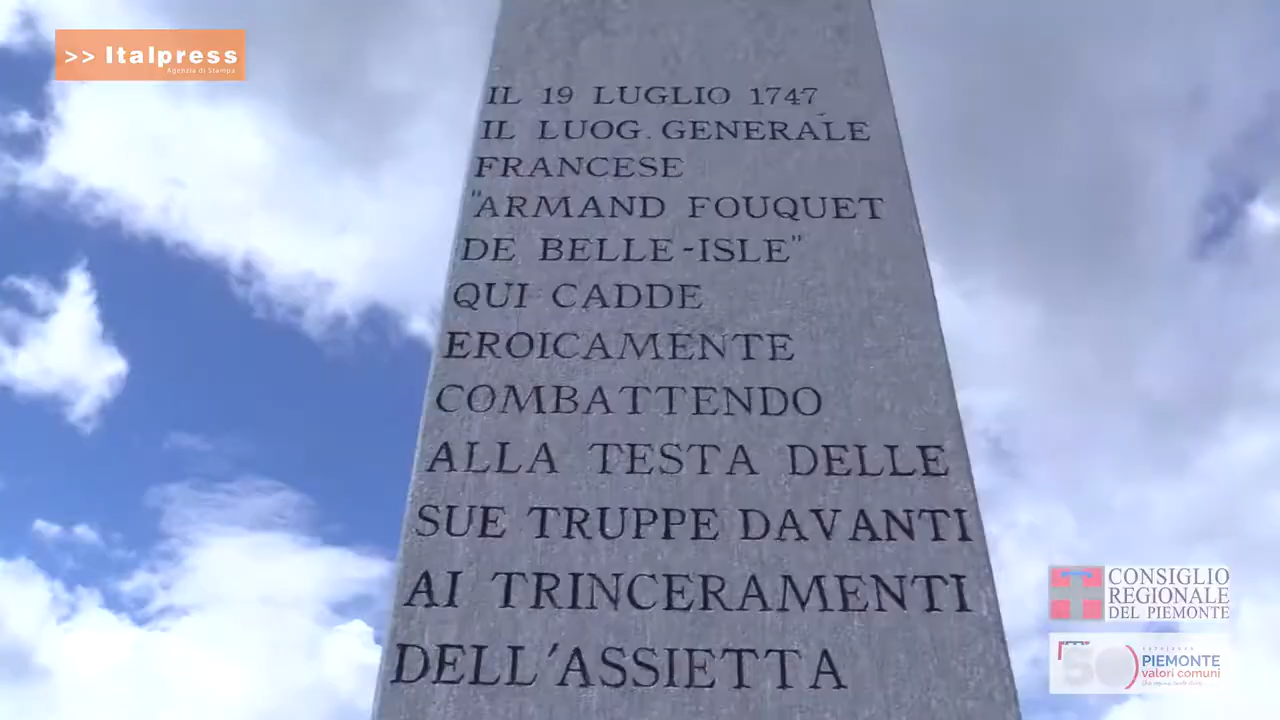 >> Italpress
Agenzia di Stampa
IL 19 LUGLIO 1747
IL LUOG. GENERALE
FRANCESE
"ARMAND FOUQUET
DE BELLE-ISLE"
QUI CADDE
EROICAMENTE
COMBATTENDO
ALLA TESTA DELLE
SUE TRUPPE DAVANTI
AI TRINCERAMENTI
DELL'ASSIETTA
CONSIGLIO
REGIONALE
DEL PIEMONTE
50
PIEMONTE
valori comuni